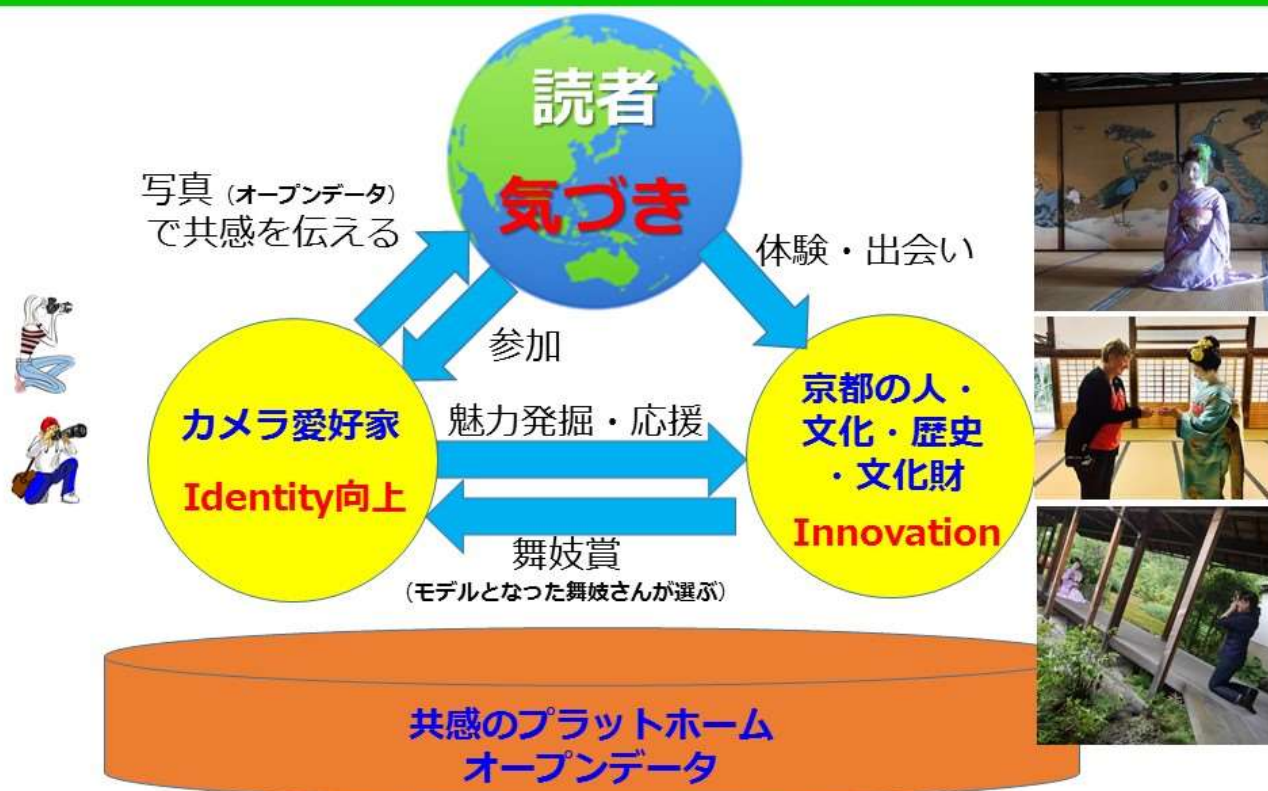 読者
気づき
写真 (オープンデータ)
で共感を伝える
体験・出会い
参加
カメラ愛好家
Identity向上
魅力発掘・応援
京都の人・
文化・歴史
・文化財
Innovation
舞妓賞
(モデルとなった舞妓さんが選ぶ)
共感のプラットホーム
オープンデータ